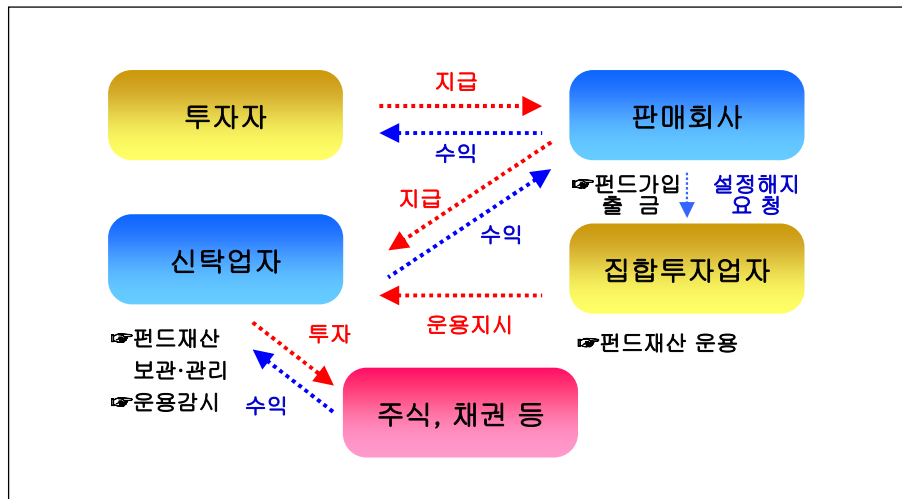 투자자
지급
수익
판매회사
☞펀드가입
출 금
설정해지
요 청
지급
수익
신탁업자
집합투자업자
운용지시
☞펀드재산
보관·관리
☞운용감시
투자
수익
☞펀드재산 운용
주식, 채권 등